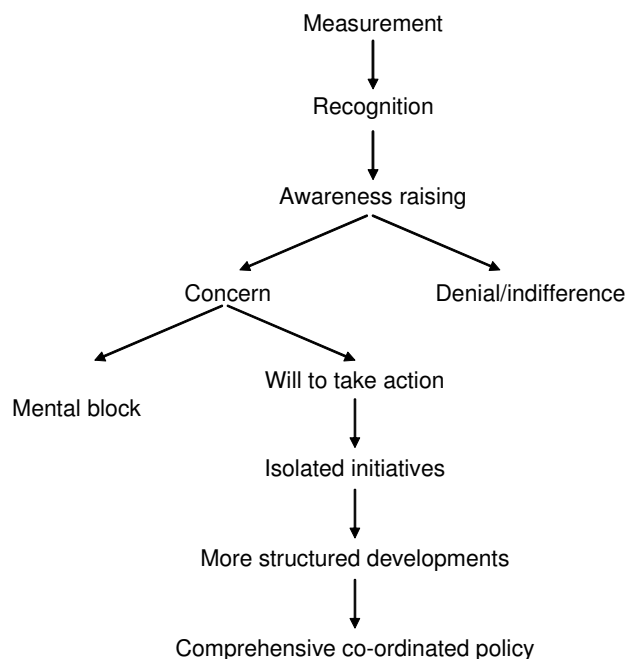 Measurement
Recognition
Awareness raising
Concern
Denial/indifference
Will to take action
Mental block
Isolated initiatives
More structured developments
Comprehensive co-ordinated policy